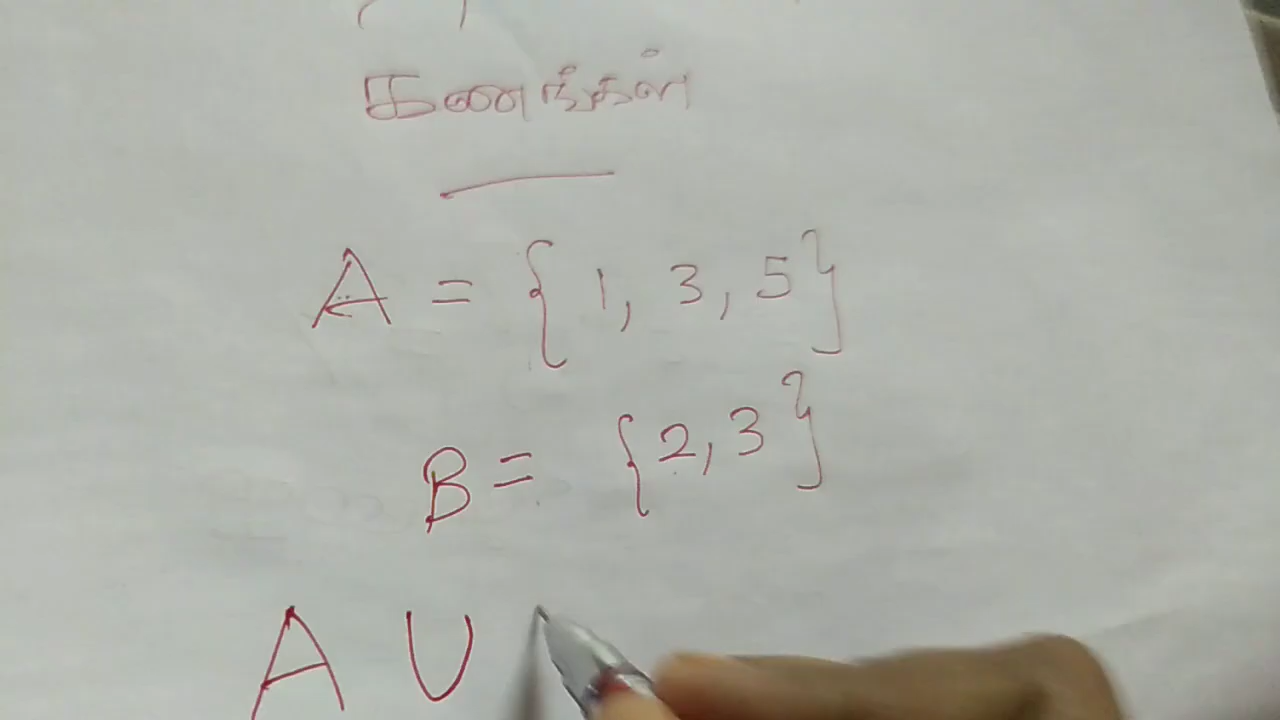 கணங்கள்
A = { 1, 3, 5 }
B = { 2, 3 }
A U